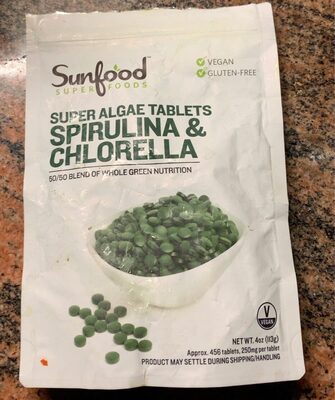 Sunfood™
SUPERFOODS
VEGAN
GLUTEN-FREE
SUPER ALGAE TABLETS
SPIRULINA &
CHLORELLA
50/50 BLEND OF WHOLE GREEN NUTRITION
V
VEGAN
NET WT. 4oz (113g)
Approx. 456 tablets, 250mg per tablet
PRODUCT MAY SETTLE DURING SHIPPING/HANDLING